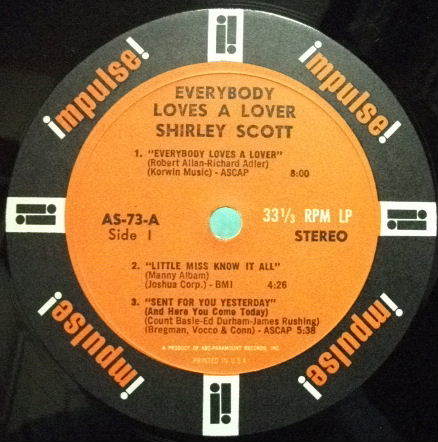 impulse!
impulse!
EVERYBODY
LOVES A LOVER
SHIRLEY SCOTT
1. "EVERYBODY LOVES A LOVER"
(Robert Allan-Richard Adler)
(Korwin Music) - ASCAP 8:00
AS-73-A 33⅓ RPM LP
Side I STEREO
2. "LITTLE MISS KNOW IT ALL"
(Manny Albam)
(Joshua Corp.) - BMI 4:26
3. "SENT FOR YOU YESTERDAY"
(And Here You Come Today)
(Count Basie-Ed Durham-James Rushing)
(Bregman, Vocco & Conn) - ASCAP 5:38
A PRODUCT OF ABC-PARAMOUNT RECORDS, INC.
PRINTED IN U.S.A.
impulse!
impulse!